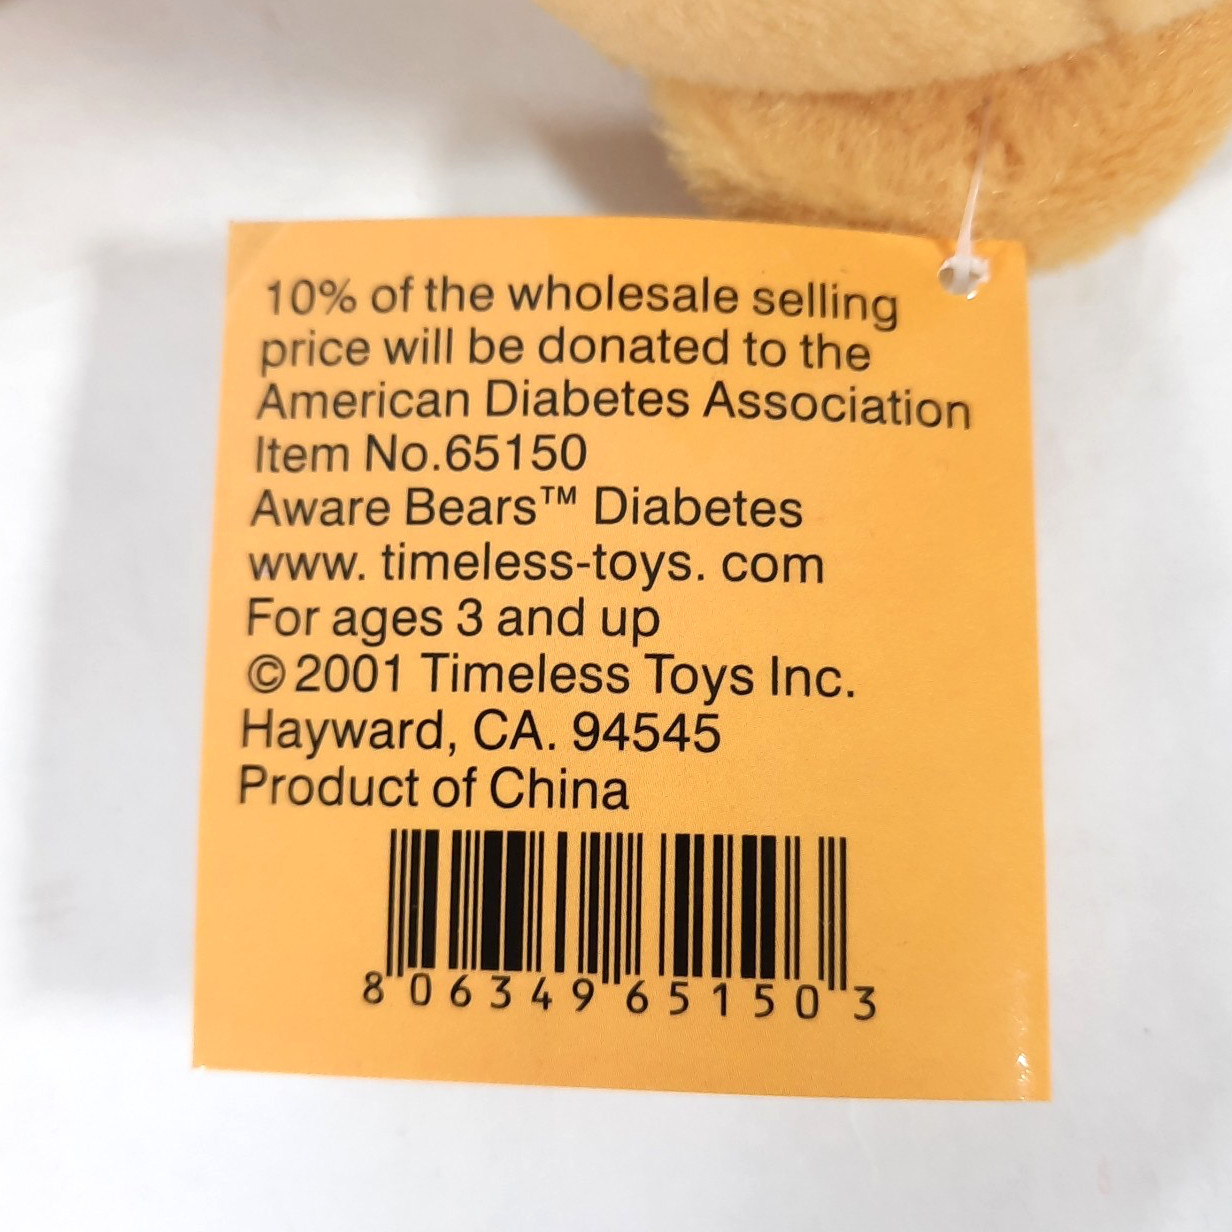 10% of the wholesale selling
price will be donated to the
American Diabetes Association
Item No.65150
Aware Bears™ Diabetes
www. timeless-toys. com
For ages 3 and up
© 2001 Timeless Toys Inc.
Hayward, CA. 94545
Product of China
8 06349 65150 3